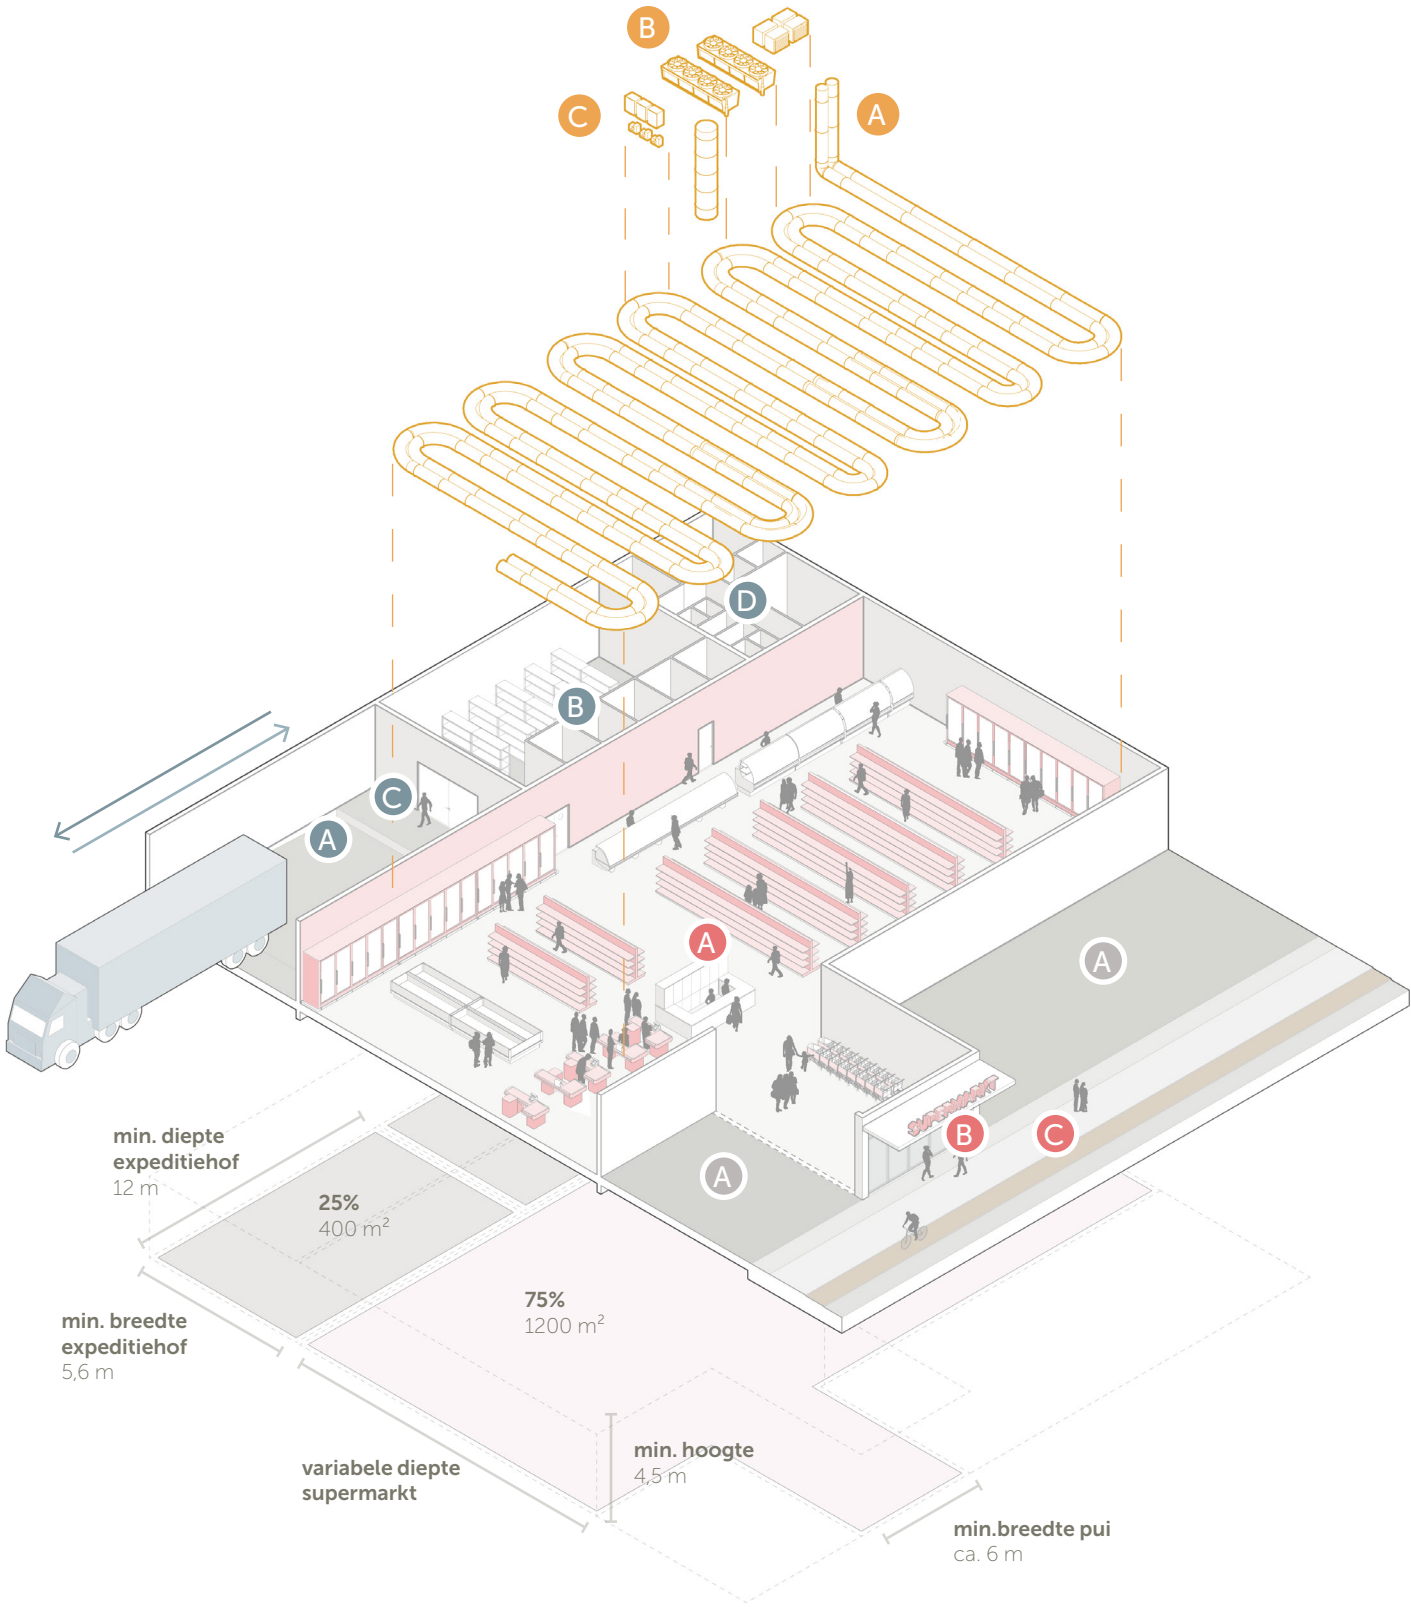 B
C
A
D
B
C
A
A
A
SUPERMARKT
B
C
A
min. diepte
expeditiehof
12 m
25%
400 m²
75%
1200 m²
min. breedte
expeditiehof
5,6 m
min. hoogte
4,5 m
variabele diepte
supermarkt
min.breedte pui
ca. 6 m